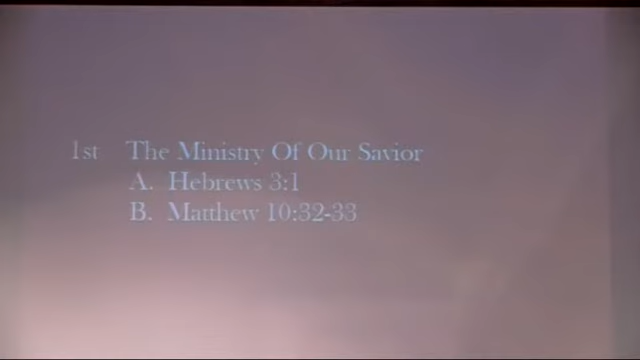 1st The Ministry Of Our Savior
A. Hebrews 3:1
B. Matthew 10:32-33